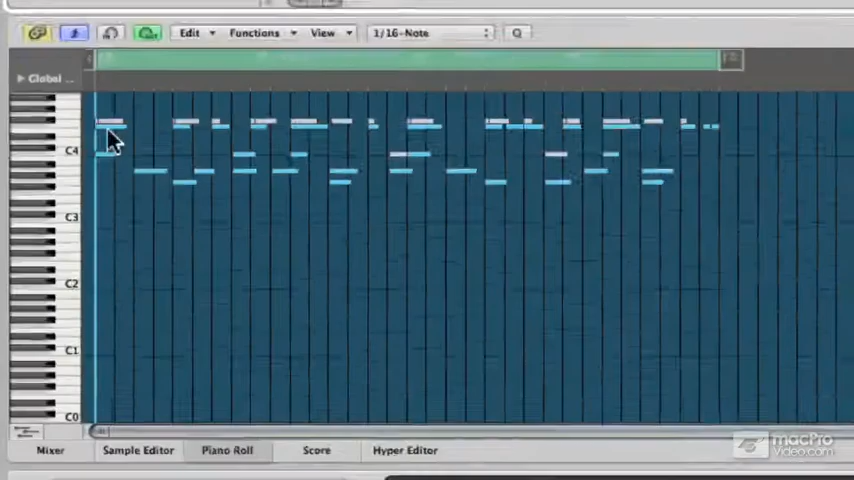 Edit Functions View 1/16-Note Q
Global ...
C4
C3
C2
C1
C0
Mixer Sample Editor Piano Roll Score Hyper Editor
macPro
Video.com